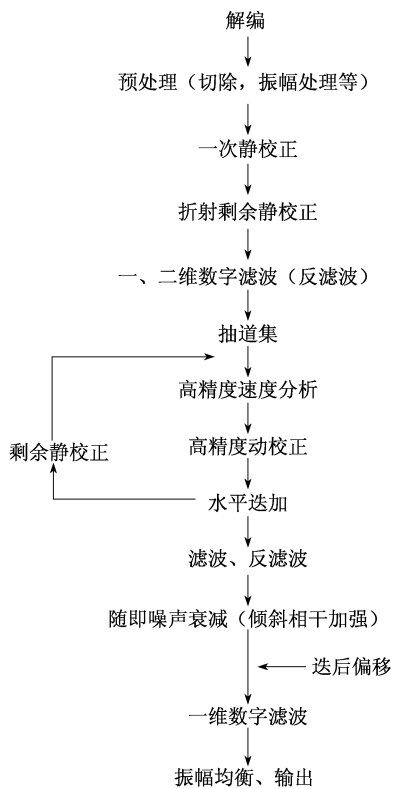 解编
预处理（切除，振幅处理等）
一次静校正
折射剩余静校正
一、二维数字滤波（反滤波）
抽道集
高精度速度分析
高精度动校正
剩余静校正
水平迭加
滤波、反滤波
随即噪声衰减（倾斜相干加强）
迭后偏移
一维数字滤波
振幅均衡、输出